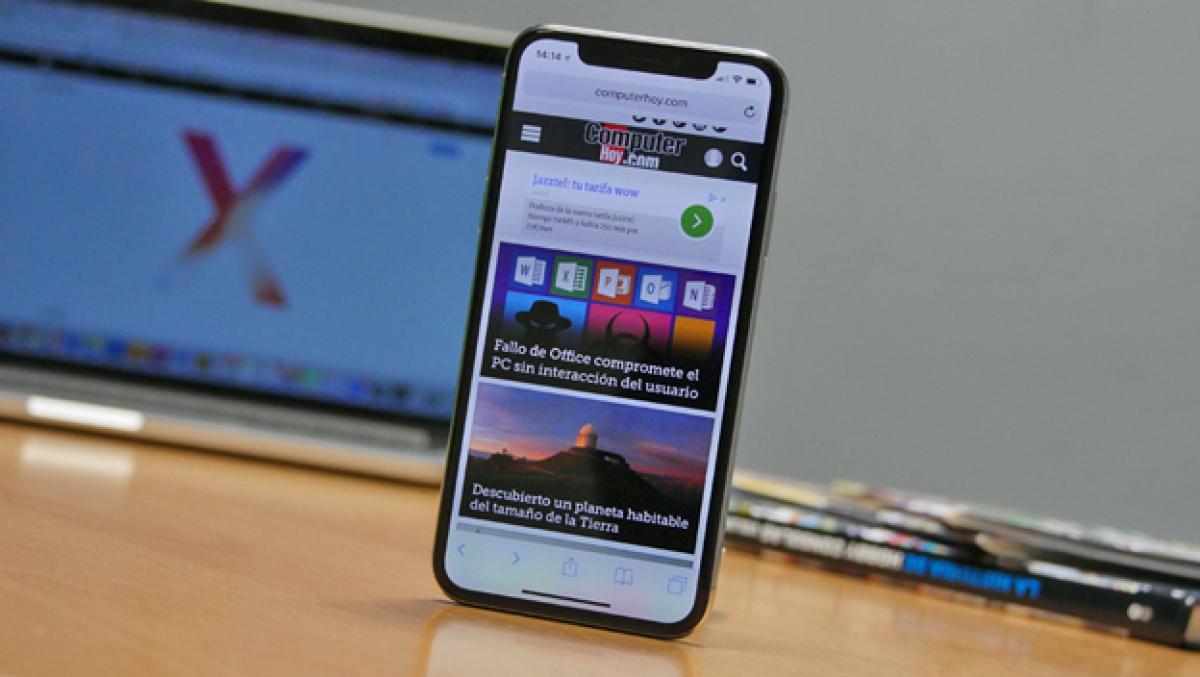 X
14:14
computerhoy.com
Computer
Hoy.com
Jazztel: tu tarifa wow
W X P O N
Fallo de Office compromete el
PC sin interacción del usuario
Descubierto un planeta habitable
del tamaño de la Tierra